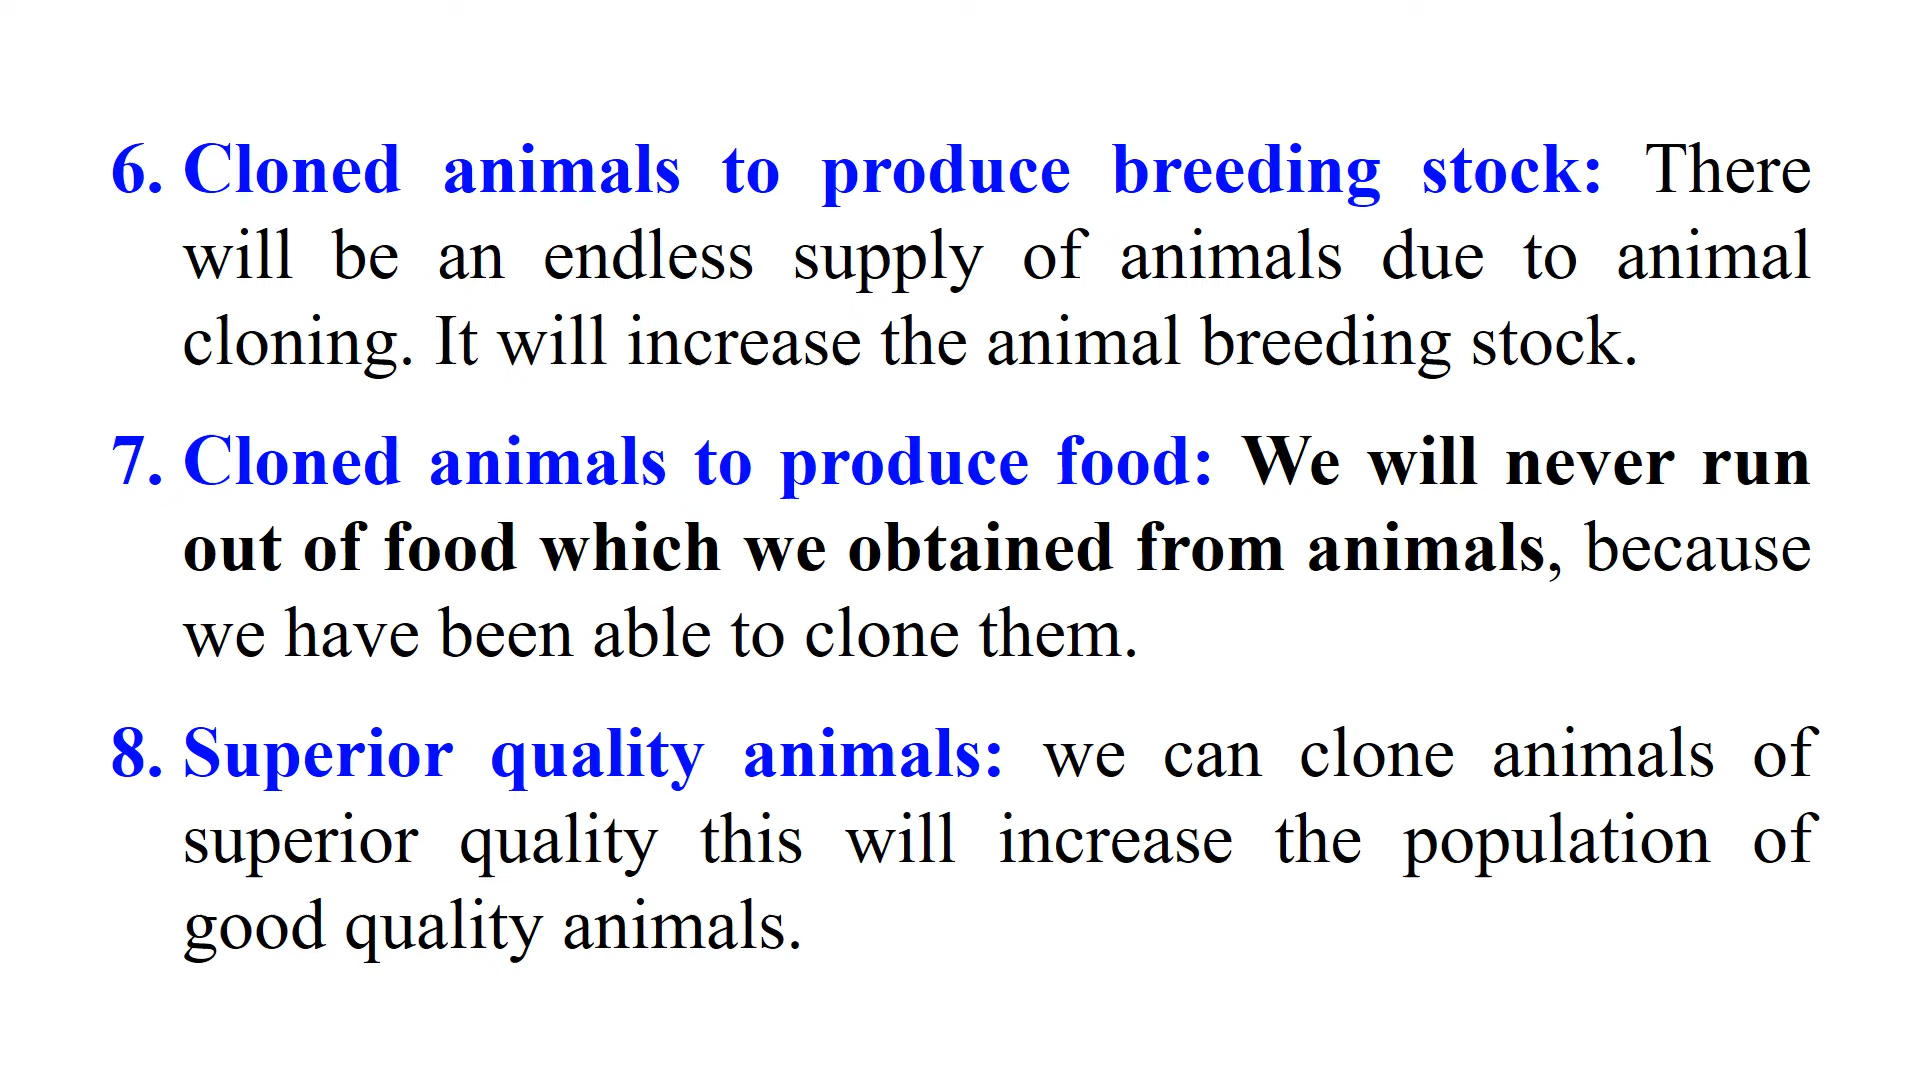 6. Cloned animals to produce breeding stock: There
will be an endless supply of animals due to animal
cloning. It will increase the animal breeding stock.
7. Cloned animals to produce food: We will never run
out of food which we obtained from animals, because
we have been able to clone them.
8. Superior quality animals: we can clone animals of
superior quality this will increase the population of
good quality animals.